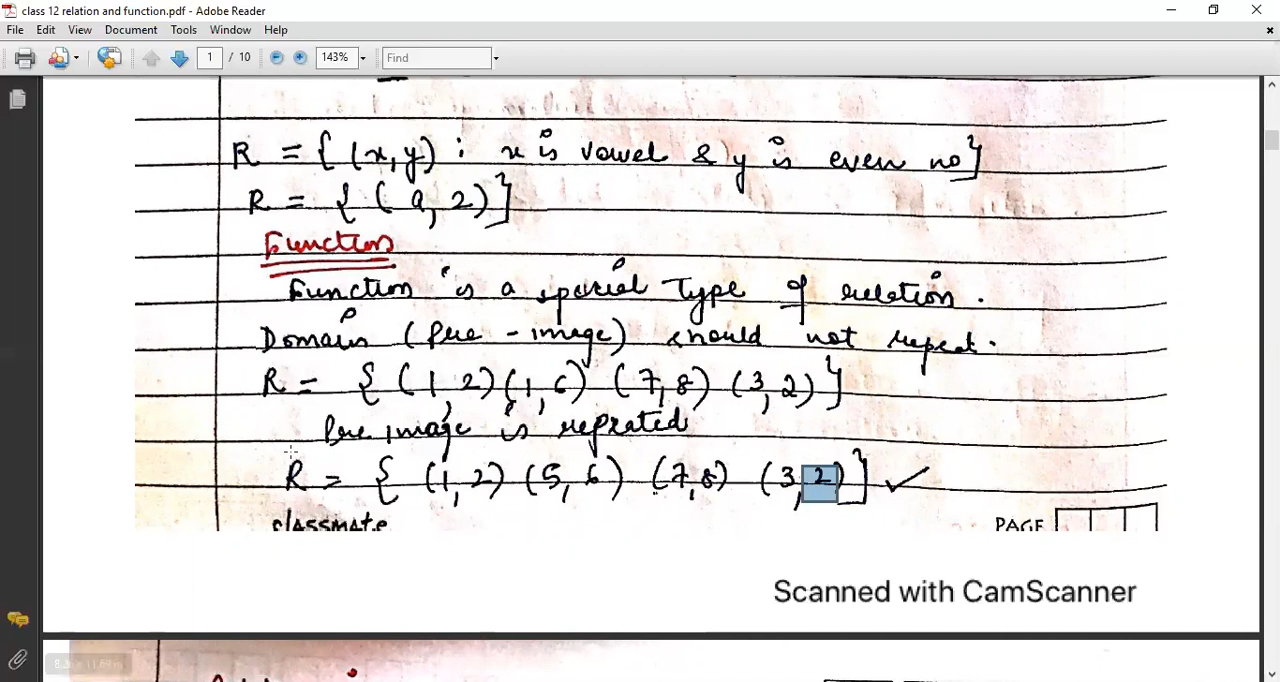 class 12 relation and function.pdf - Adobe Reader
File Edit View Document Tools Window Help
1 / 10 143% Find
R = { (x, y) : x is vowel & y is even no }
R = { ( a, 2) }
Function
Function is a special Type of relation.
Domain (Pre-image) should not repeat.
R = { (1, 2) (1, 6) (7, 8) (3, 2) }
Pre image is repeated
R = { (1, 2) (5, 6) (7, 8) (3, 2) } ✓
classmate PAGE
Scanned with CamScanner